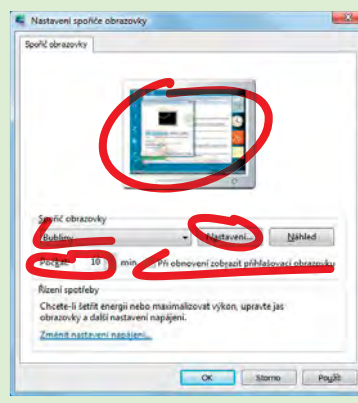 Nastavení spořiče obrazovky
Spořič obrazovky
Spořič obrazovky
Bubliny
Nastavení...
Náhled
Počkat: 10 min.
Při obnovení zobrazit přihlašovací obrazovku
Řízení spotřeby
Chcete-li šetřit energii nebo maximalizovat výkon, upravte jas
obrazovky a další nastavení napájení.
Změnit nastavení napájení...
OK
Storno
Použít